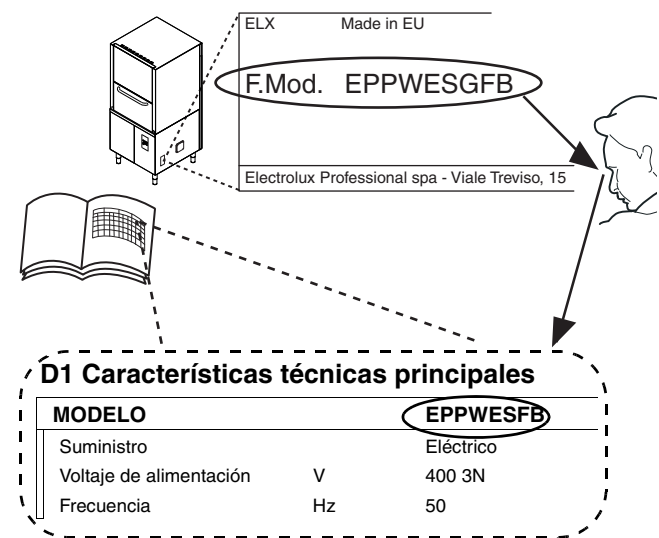 ELX Made in EU
F.Mod. EPPWESGFB
Electrolux Professional spa - Viale Treviso, 15
D1 Características técnicas principales
MODELO EPPWESFB
Suministro Eléctrico
Voltaje de alimentación V 400 3N
Frecuencia Hz 50